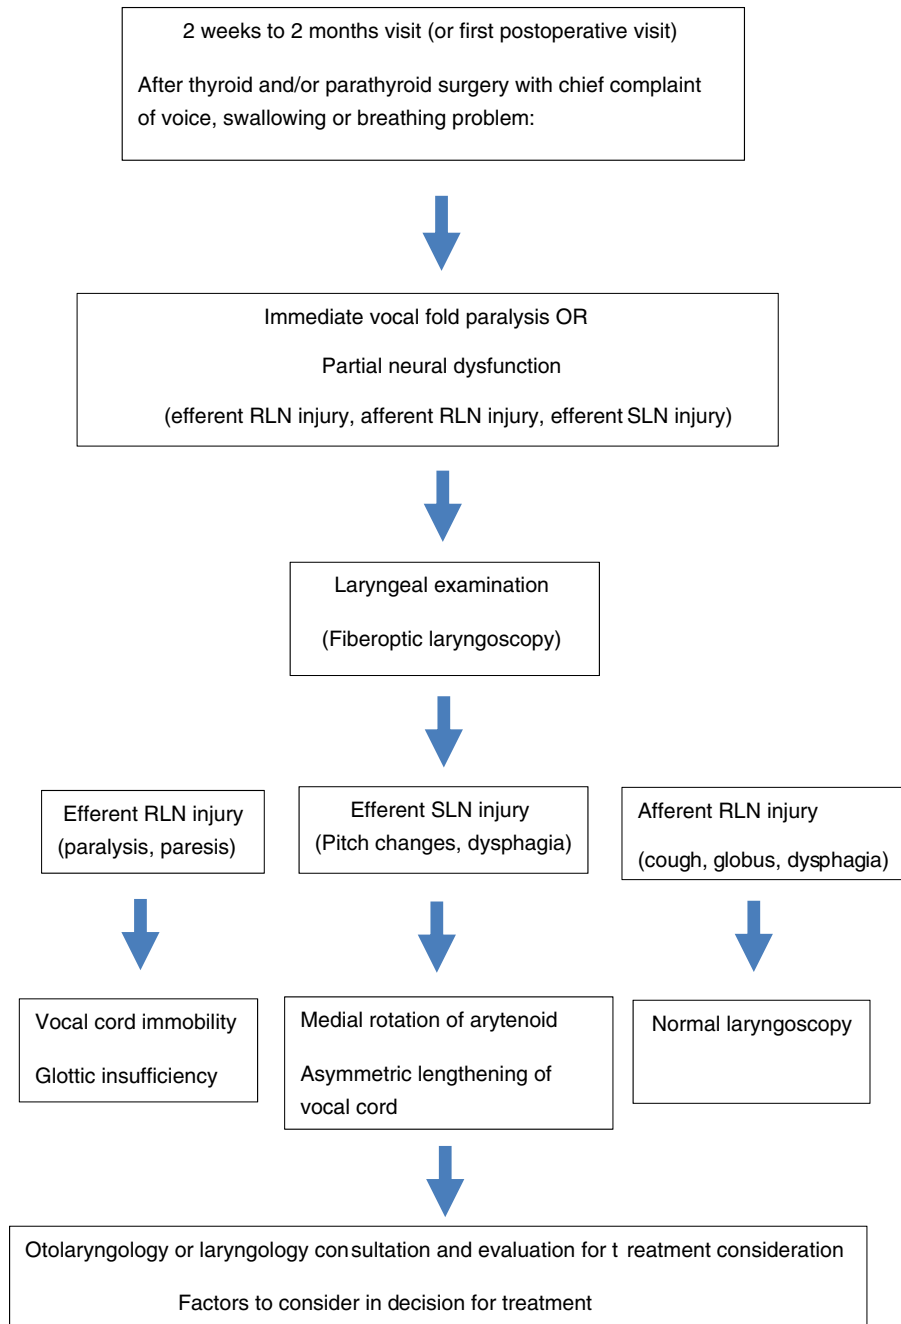 2 weeks to 2 months visit (or first postoperative visit)
After thyroid and/or parathyroid surgery with chief complaint
of voice, swallowing or breathing problem:
Immediate vocal fold paralysis OR
Partial neural dysfunction
(efferent RLN injury, afferent RLN injury, efferent SLN injury)
Laryngeal examination
(Fiberoptic laryngoscopy)
Efferent RLN injury
(paralysis, paresis)
Efferent SLN injury
(Pitch changes, dysphagia)
Afferent RLN injury
(cough, globus, dysphagia)
Vocal cord immobility
Glottic insufficiency
Medial rotation of arytenoid
Asymmetric lengthening of
vocal cord
Normal laryngoscopy
Otolaryngology or laryngology consultation and evaluation for t reatment consideration
Factors to consider in decision for treatment